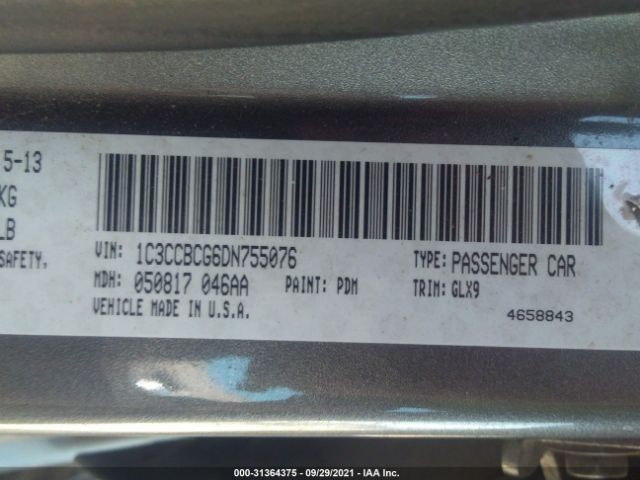 5-13
KG
LB
SAFETY,
VIN: 1C3CCBCG6DN755076
TYPE: PASSENGER CAR
MDH: 050817 046AA
PAINT: PDM
TRIM: GLX9
VEHICLE MADE IN U.S.A.
4658843
000-31364375 - 09/29/2021 - IAA Inc.